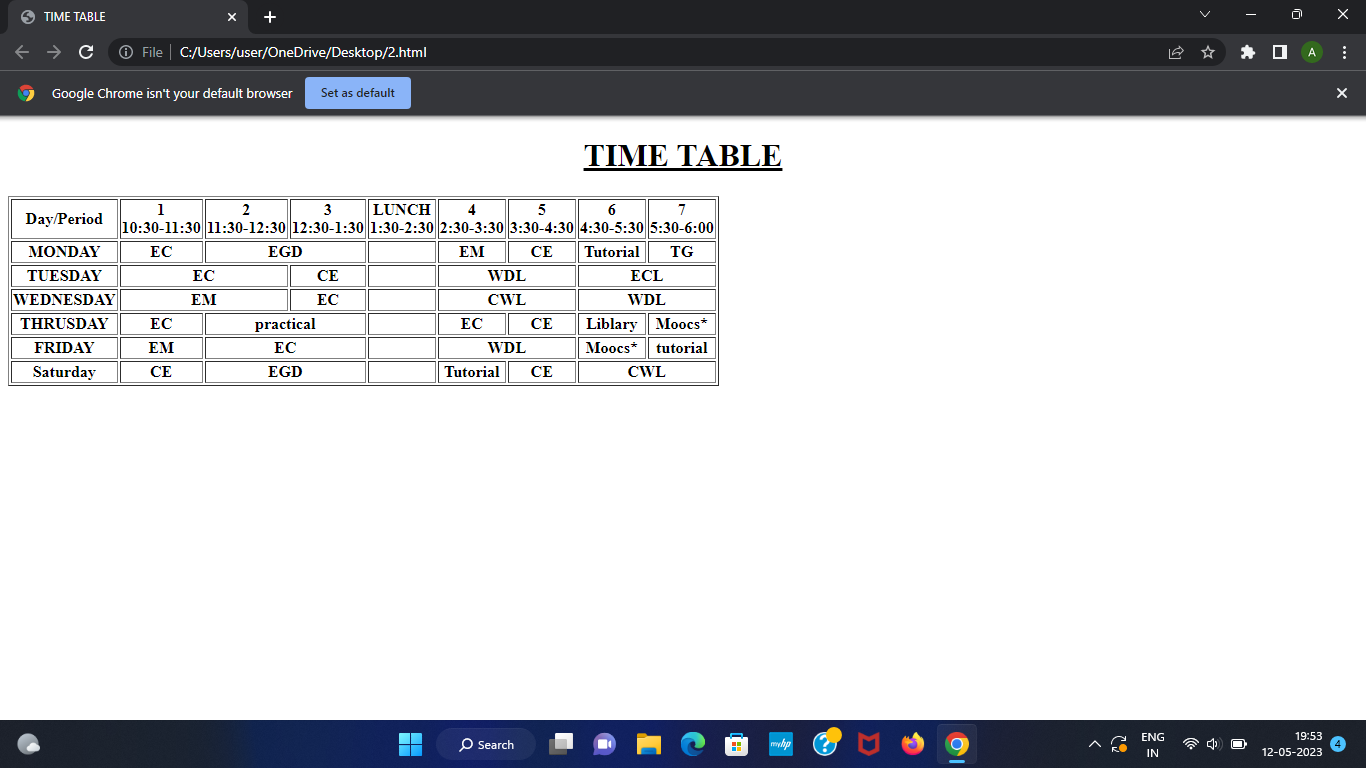 TIME TABLE
File C:/Users/user/OneDrive/Desktop/2.html
A
Google Chrome isn't your default browser Set as default
TIME TABLE
Day/Period 1 2 3 LUNCH 4 5 6 7
10:30-11:30 11:30-12:30 12:30-1:30 1:30-2:30 2:30-3:30 3:30-4:30 4:30-5:30 5:30-6:00
MONDAY EC EGD EM CE Tutorial TG
TUESDAY EC CE WDL ECL
WEDNESDAY EM EC CWL WDL
THRUSDAY EC practical EC CE Liblary Moocs*
FRIDAY EM EC WDL Moocs* tutorial
Saturday CE EGD Tutorial CE CWL
Search myhp ? ENG 19:53
IN 12-05-2023 4